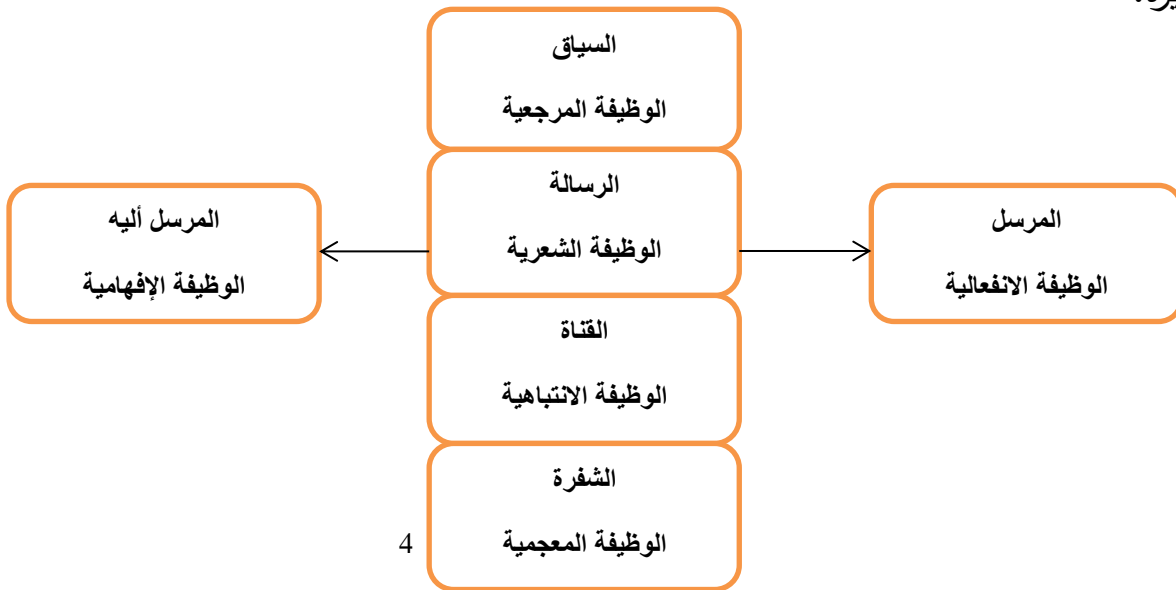 السياق
الوظيفة المرجعية
الرسالة
الوظيفة الشعرية
المرسل
الوظيفة الانفعالية
المرسل أليه
الوظيفة الإفهامية
القناة
الوظيفة الانتباهية
الشفرة
الوظيفة المعجمية
4